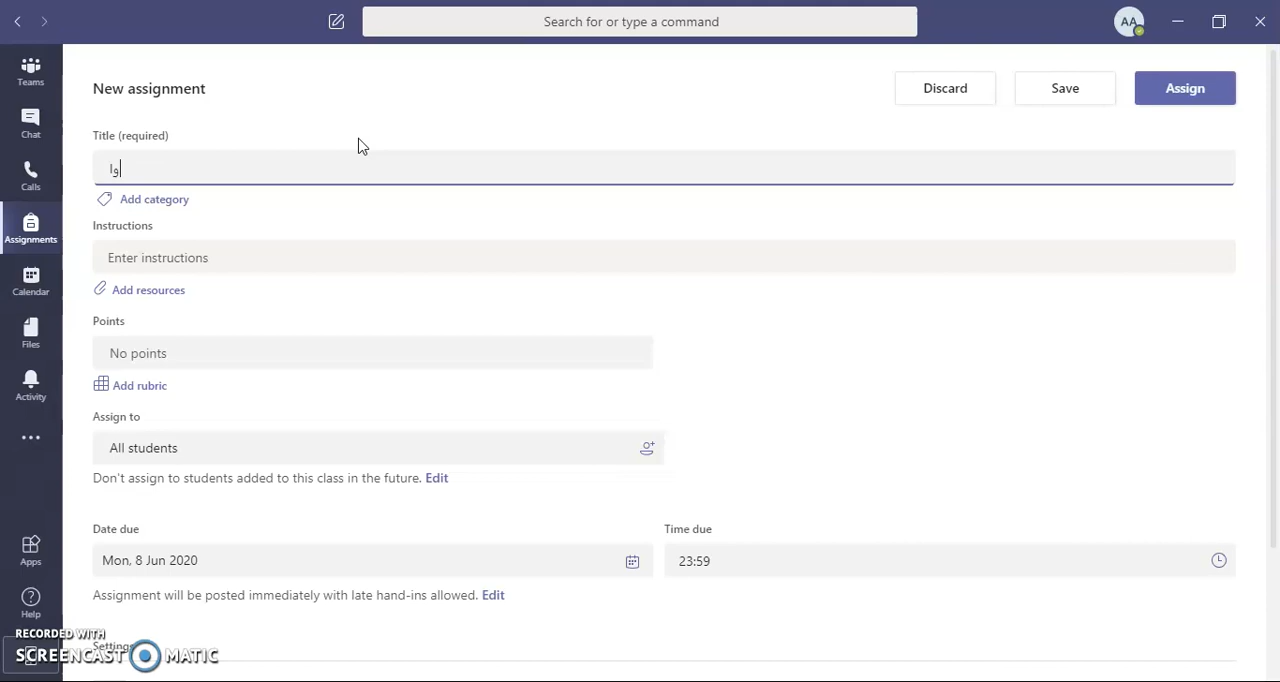 Search for or type a command
AA
Teams
Chat
Calls
Assignments
Calendar
Files
Activity
Apps
Help
New assignment
Discard
Save
Assign
Title (required)
وا
Add category
Instructions
Enter instructions
Add resources
Points
No points
Add rubric
Assign to
All students
Don't assign to students added to this class in the future. Edit
Date due
Time due
Mon, 8 Jun 2020
23:59
Assignment will be posted immediately with late hand-ins allowed. Edit
Settings
RECORDED WITH
SCREENCAST MATIC